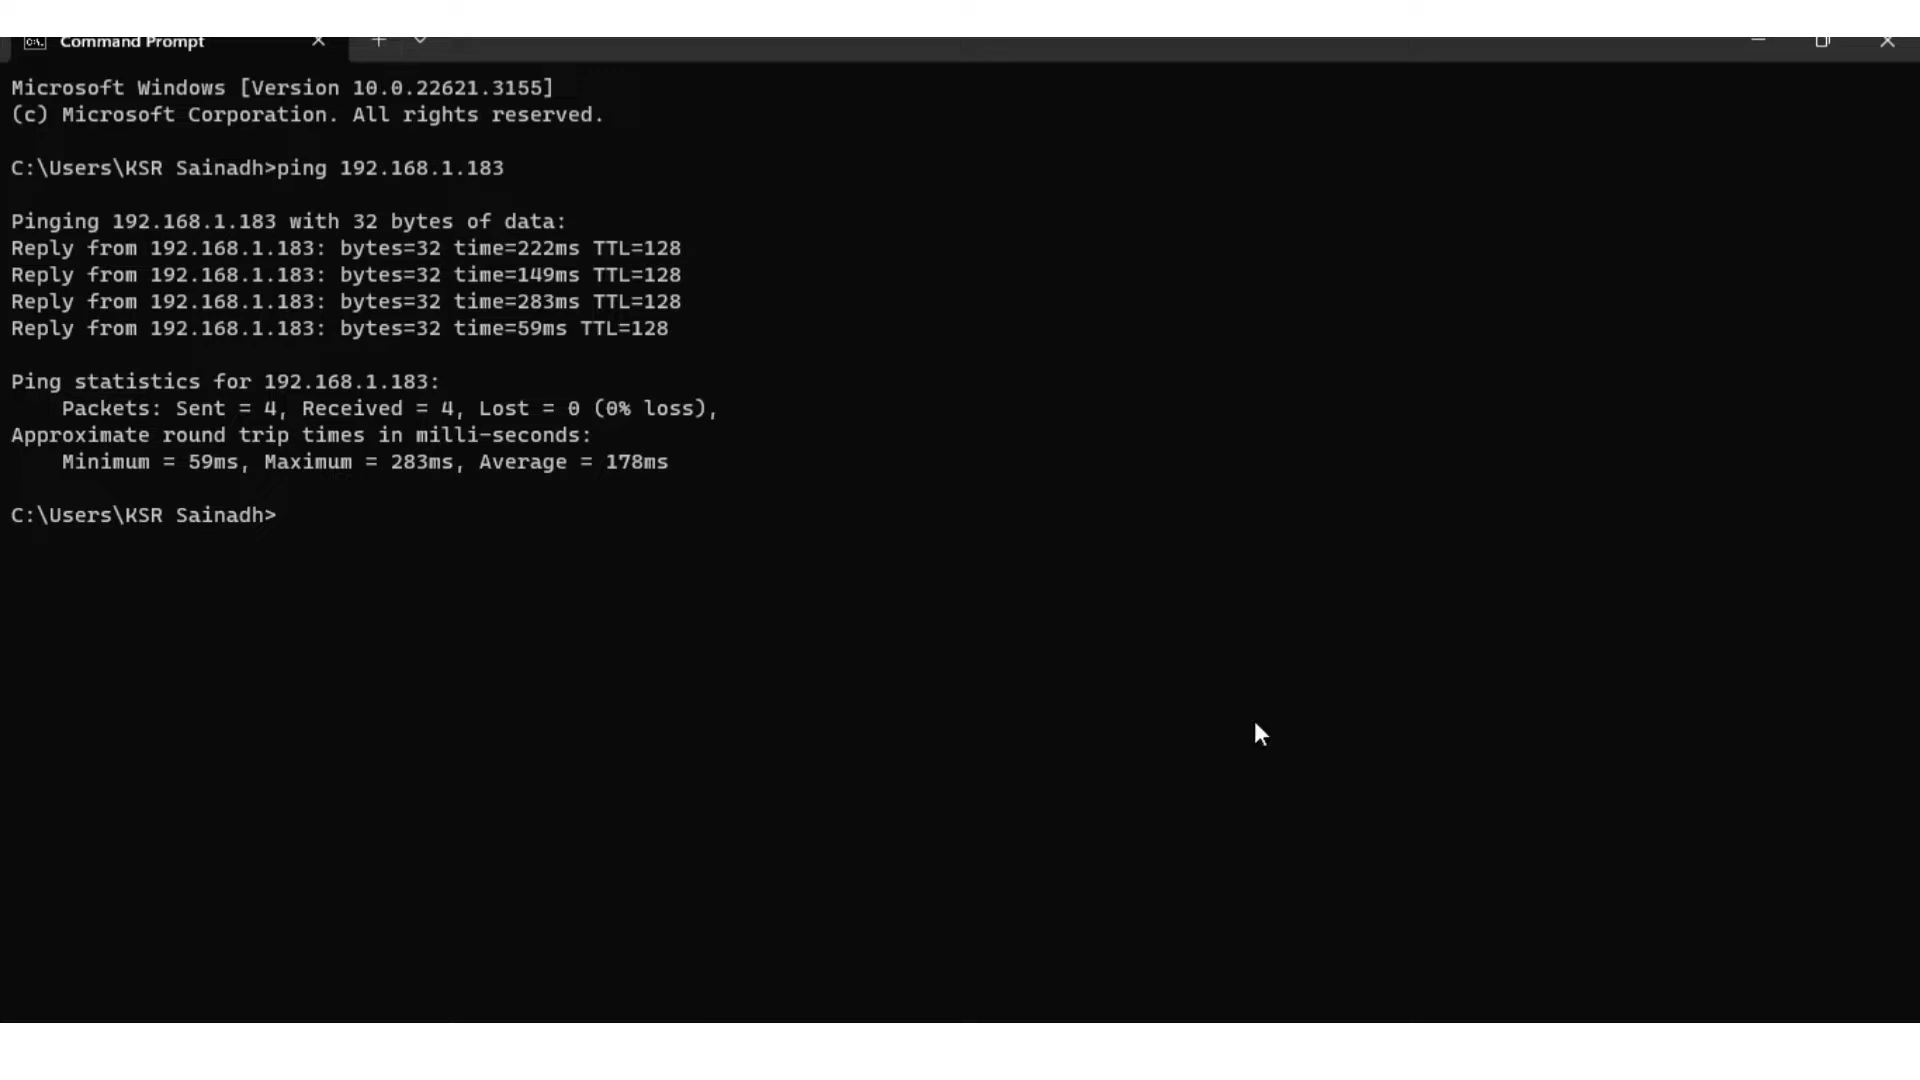 Command Prompt
Microsoft Windows [Version 10.0.22621.3155]
(c) Microsoft Corporation. All rights reserved.
C:\Users\KSR Sainadh>ping 192.168.1.183
Pinging 192.168.1.183 with 32 bytes of data:
Reply from 192.168.1.183: bytes=32 time=222ms TTL=128
Reply from 192.168.1.183: bytes=32 time=149ms TTL=128
Reply from 192.168.1.183: bytes=32 time=283ms TTL=128
Reply from 192.168.1.183: bytes=32 time=59ms TTL=128
Ping statistics for 192.168.1.183:
    Packets: Sent = 4, Received = 4, Lost = 0 (0% loss),
Approximate round trip times in milli-seconds:
    Minimum = 59ms, Maximum = 283ms, Average = 178ms
C:\Users\KSR Sainadh>